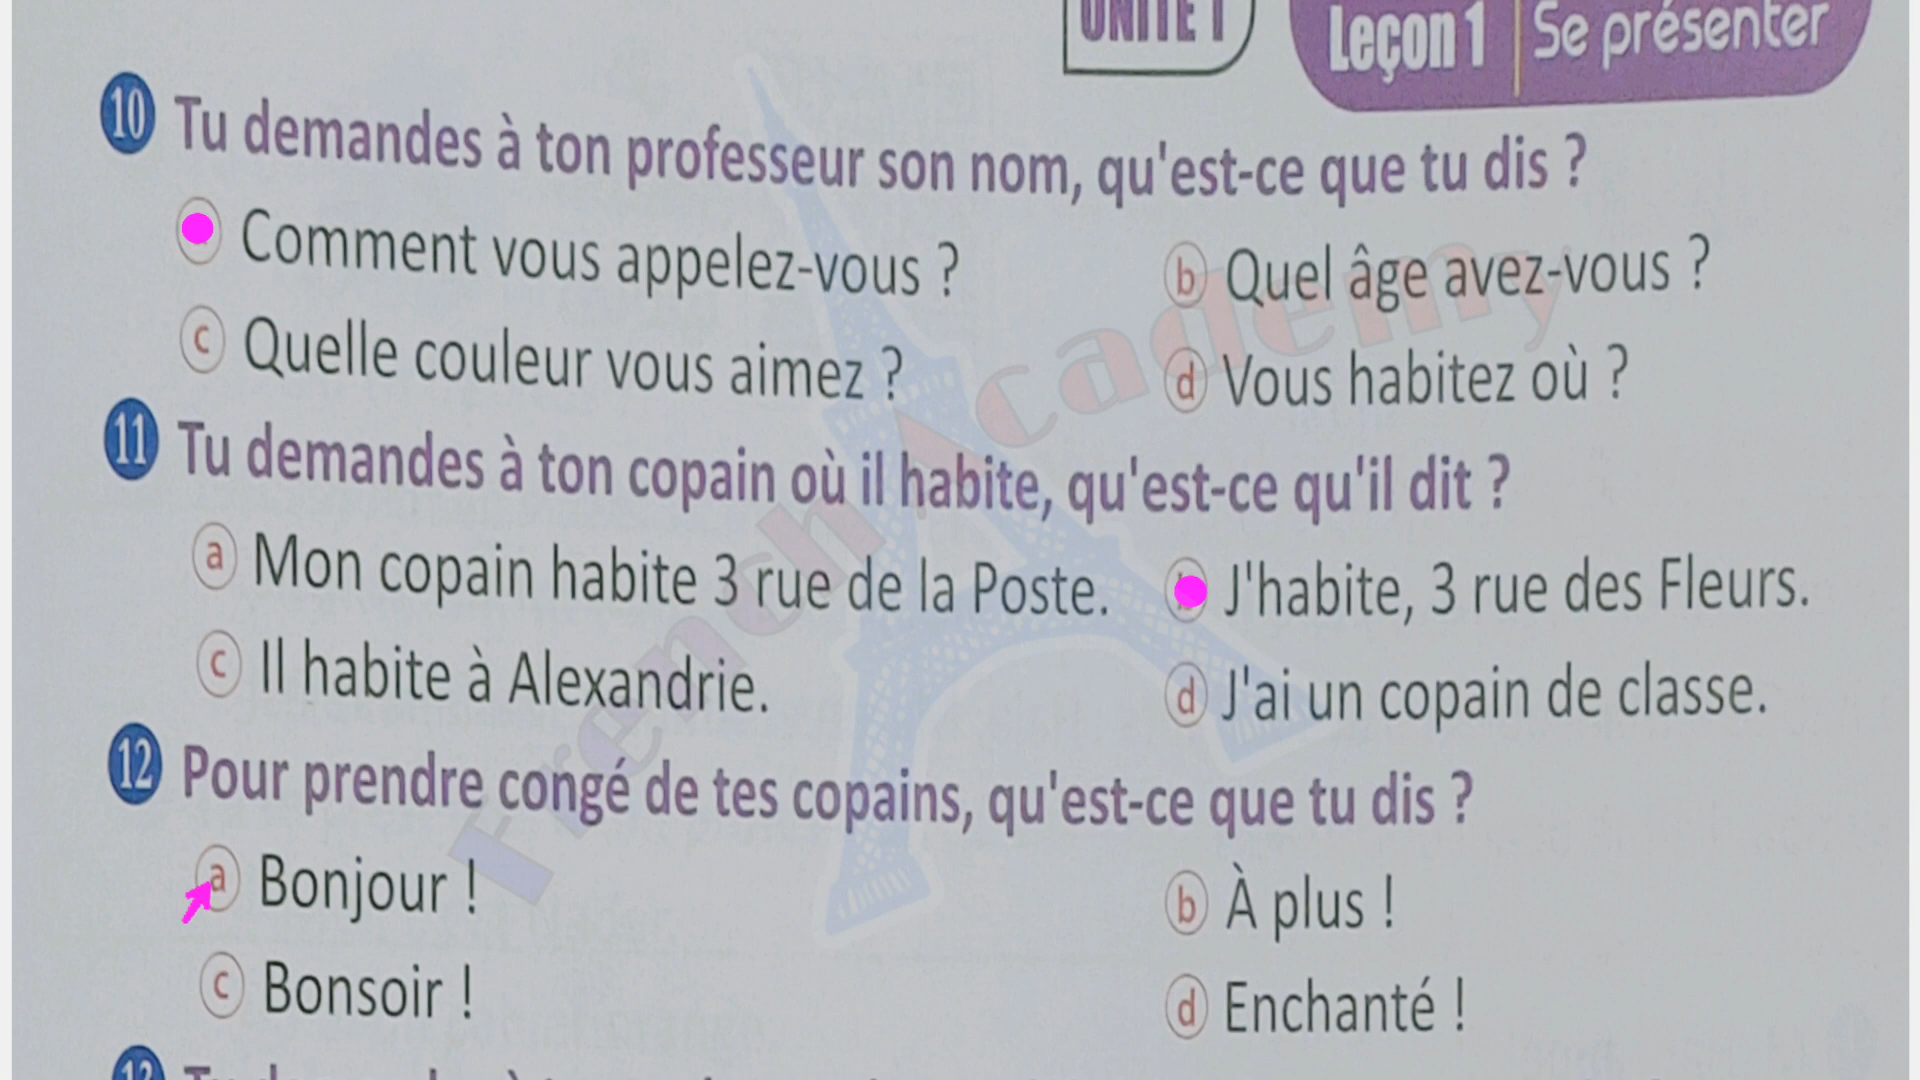 UNITÉ 1 Leçon 1 Se présenter
10 Tu demandes à ton professeur son nom, qu'est-ce que tu dis ?
Comment vous appelez-vous ? b Quel âge avez-vous ?
c Quelle couleur vous aimez ? d Vous habitez où ?
11 Tu demandes à ton copain où il habite, qu'est-ce qu'il dit ?
a Mon copain habite 3 rue de la Poste. b J'habite, 3 rue des Fleurs.
c Il habite à Alexandrie. d J'ai un copain de classe.
12 Pour prendre congé de tes copains, qu'est-ce que tu dis ?
a Bonjour ! b À plus !
c Bonsoir ! d Enchanté !
French Academy